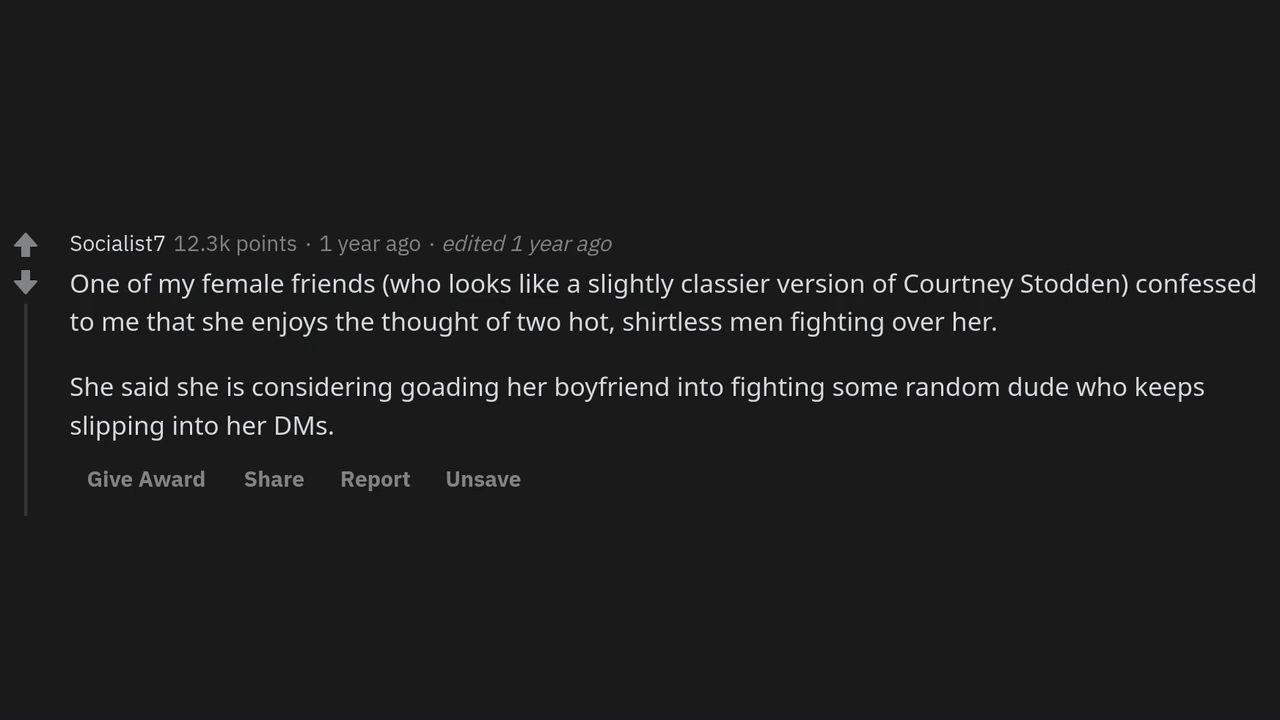 Socialist7 12.3k points · 1 year ago · edited 1 year ago
One of my female friends (who looks like a slightly classier version of Courtney Stodden) confessed
to me that she enjoys the thought of two hot, shirtless men fighting over her.
She said she is considering goading her boyfriend into fighting some random dude who keeps
slipping into her DMs.
Give Award Share Report Unsave